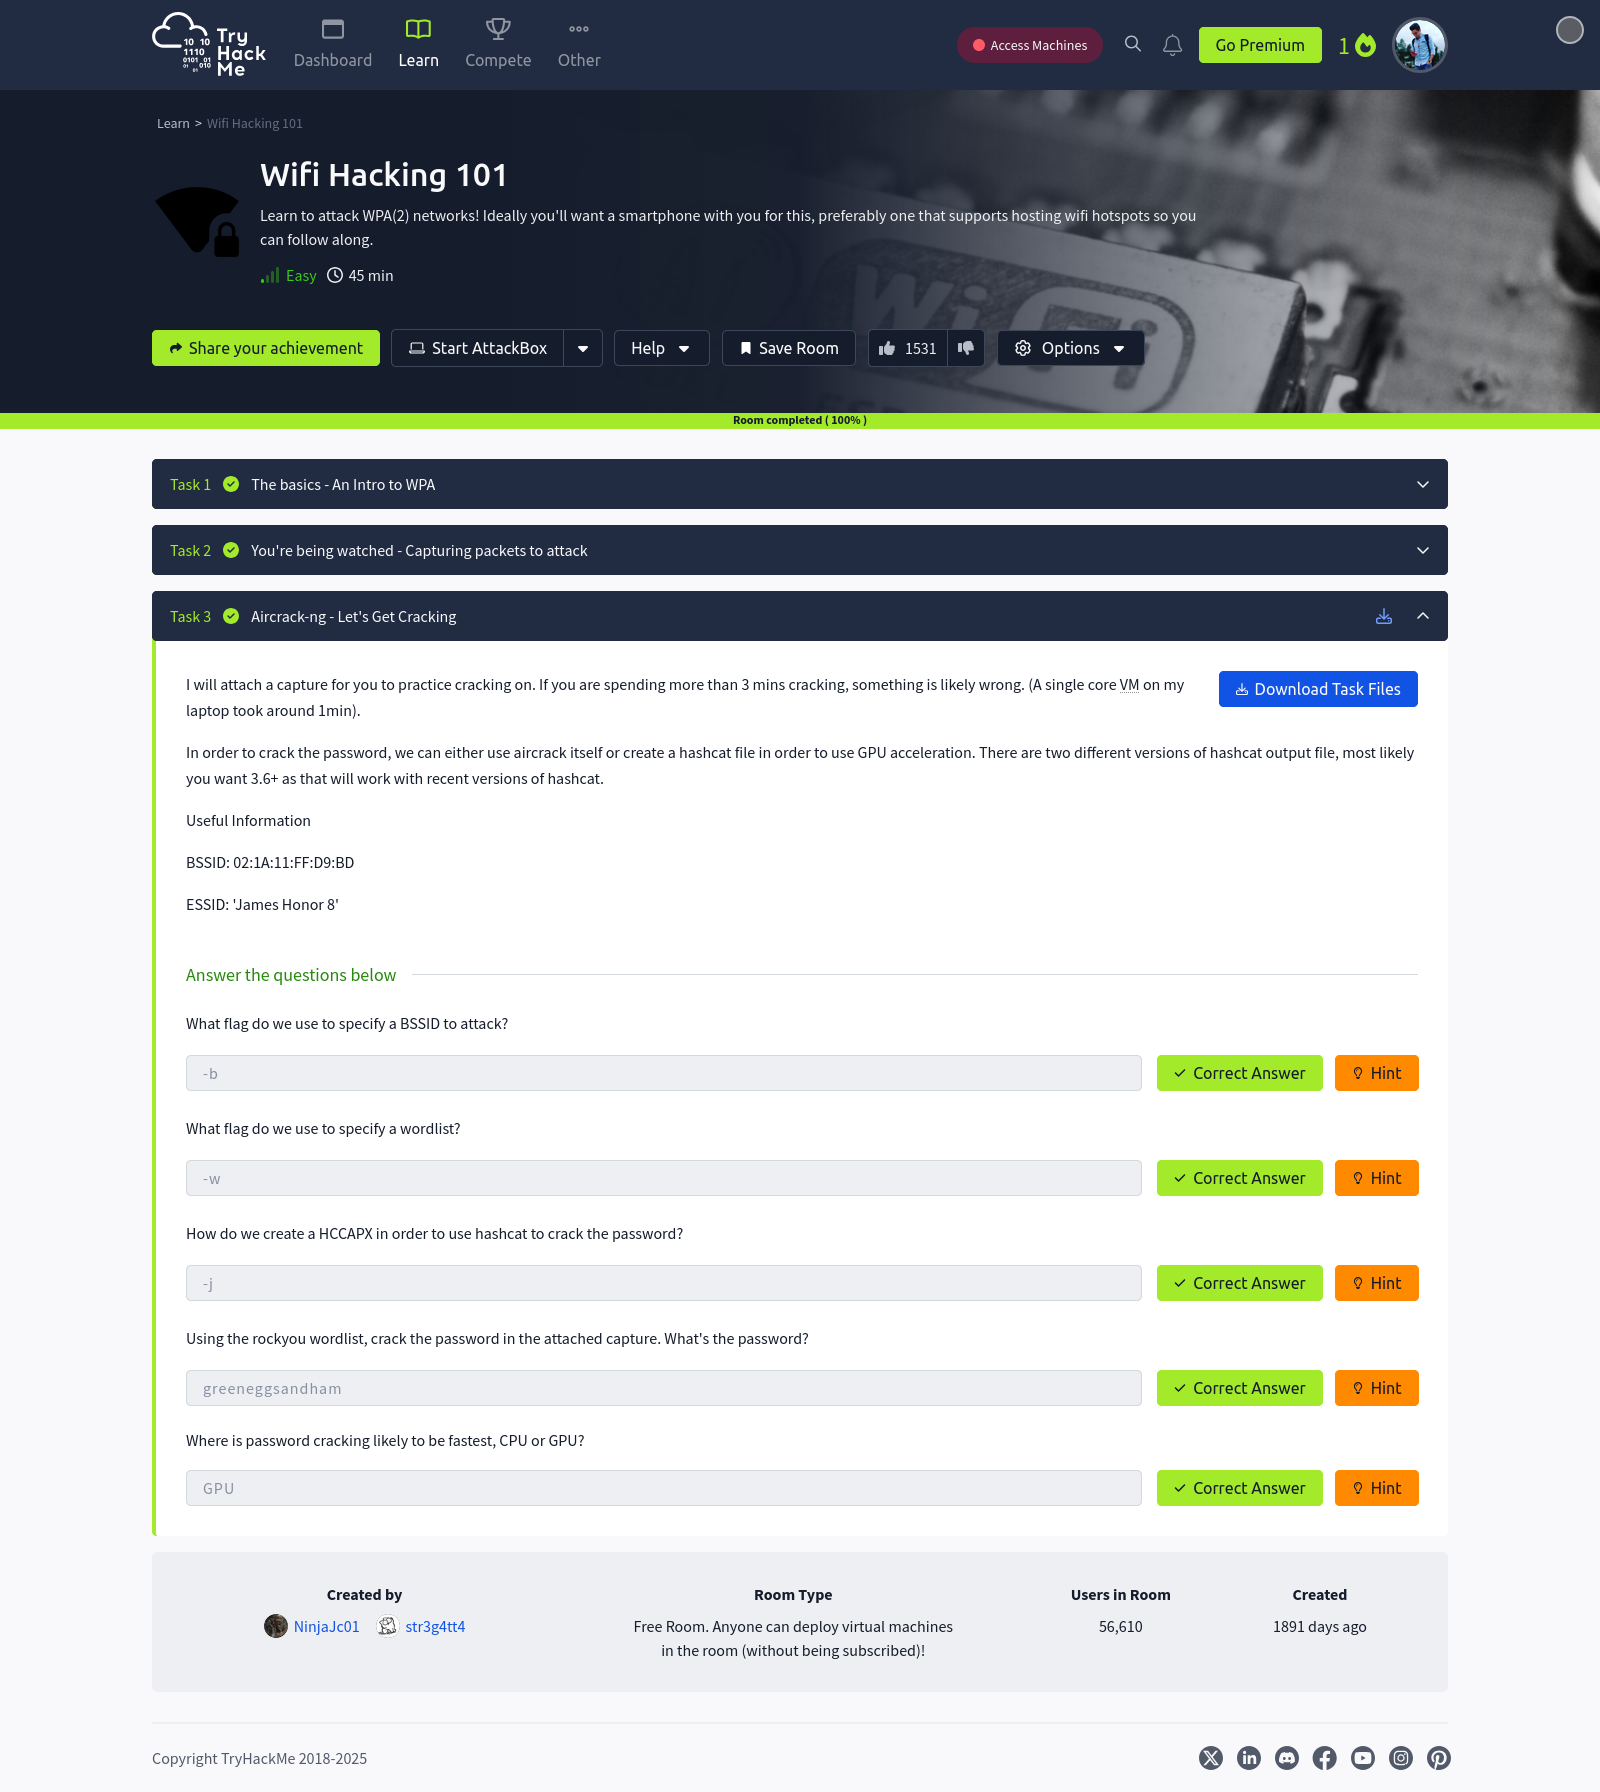 Try
Hack
Me
10 10
1110
0101 01
01
Dashboard
Learn
Compete
Other
Access Machines
Go Premium
1
Learn > Wifi Hacking 101
Wifi Hacking 101
Learn to attack WPA(2) networks! Ideally you'll want a smartphone with you for this, preferably one that supports hosting wifi hotspots so you
can follow along.
Easy 45 min
Share your achievement
Start AttackBox
Help
Save Room
1531
Options
Room completed ( 100% )
Task 1 The basics - An Intro to WPA
Task 2 You're being watched - Capturing packets to attack
Task 3 Aircrack-ng - Let's Get Cracking
I will attach a capture for you to practice cracking on. If you are spending more than 3 mins cracking, something is likely wrong. (A single core VM on my
laptop took around 1min).
Download Task Files
In order to crack the password, we can either use aircrack itself or create a hashcat file in order to use GPU acceleration. There are two different versions of hashcat output file, most likely
you want 3.6+ as that will work with recent versions of hashcat.
Useful Information
BSSID: 02:1A:11:FF:D9:BD
ESSID: 'James Honor 8'
Answer the questions below
What flag do we use to specify a BSSID to attack?
-b Correct Answer Hint
What flag do we use to specify a wordlist?
-w Correct Answer Hint
How do we create a HCCAPX in order to use hashcat to crack the password?
-j Correct Answer Hint
Using the rockyou wordlist, crack the password in the attached capture. What's the password?
greeneggsandham Correct Answer Hint
Where is password cracking likely to be fastest, CPU or GPU?
GPU Correct Answer Hint
Created by
NinjaJc01 str3g4tt4
Room Type
Free Room. Anyone can deploy virtual machines
in the room (without being subscribed)!
Users in Room
56,610
Created
1891 days ago
Copyright TryHackMe 2018-2025